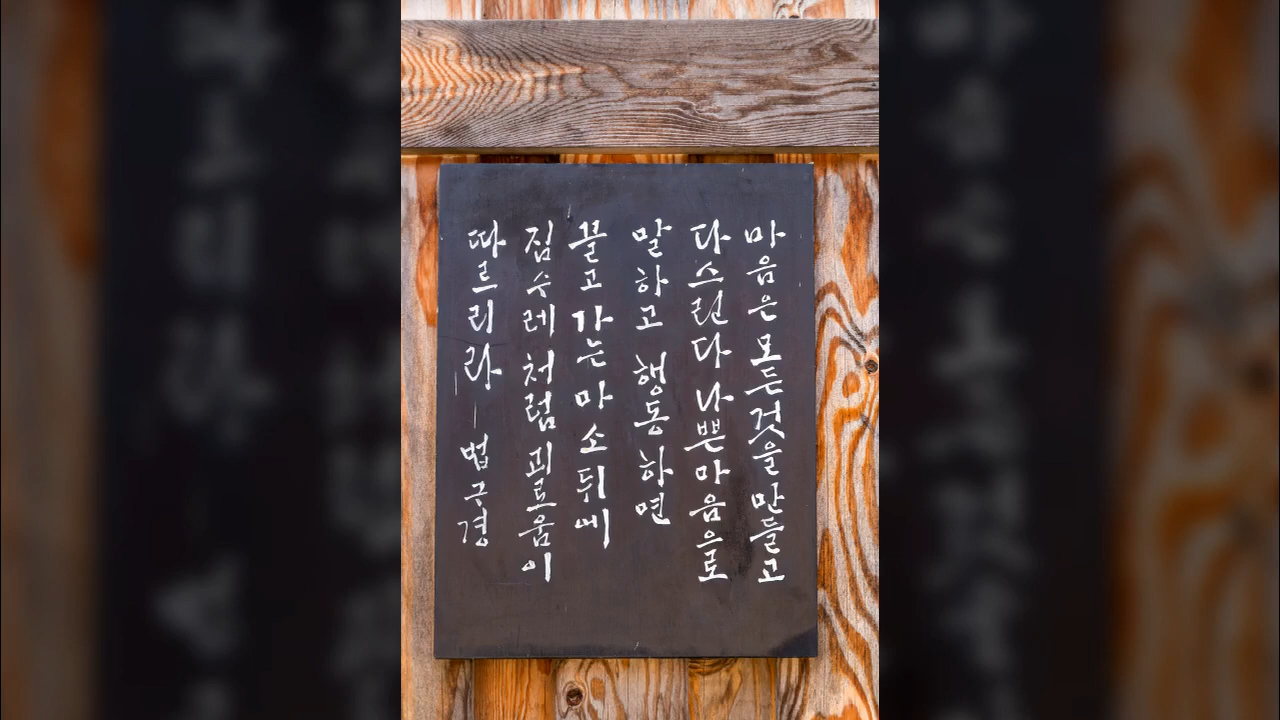 마음은 모든것을 만들고
다스린다 나쁜마음으로
말하고 행동하면
끌고 가는 마소뒤에
짐수레처럼 괴로움이
따르리라 - 법구경